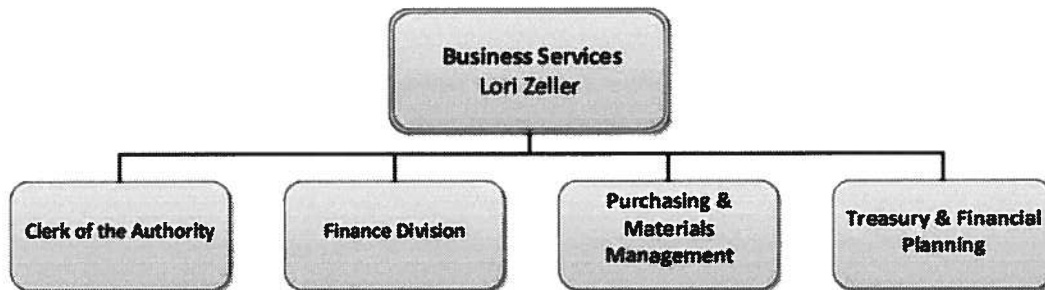 Business Services
Lori Zeller
Clerk of the Authority
Finance Division
Purchasing &
Materials
Management
Treasury & Financial
Planning